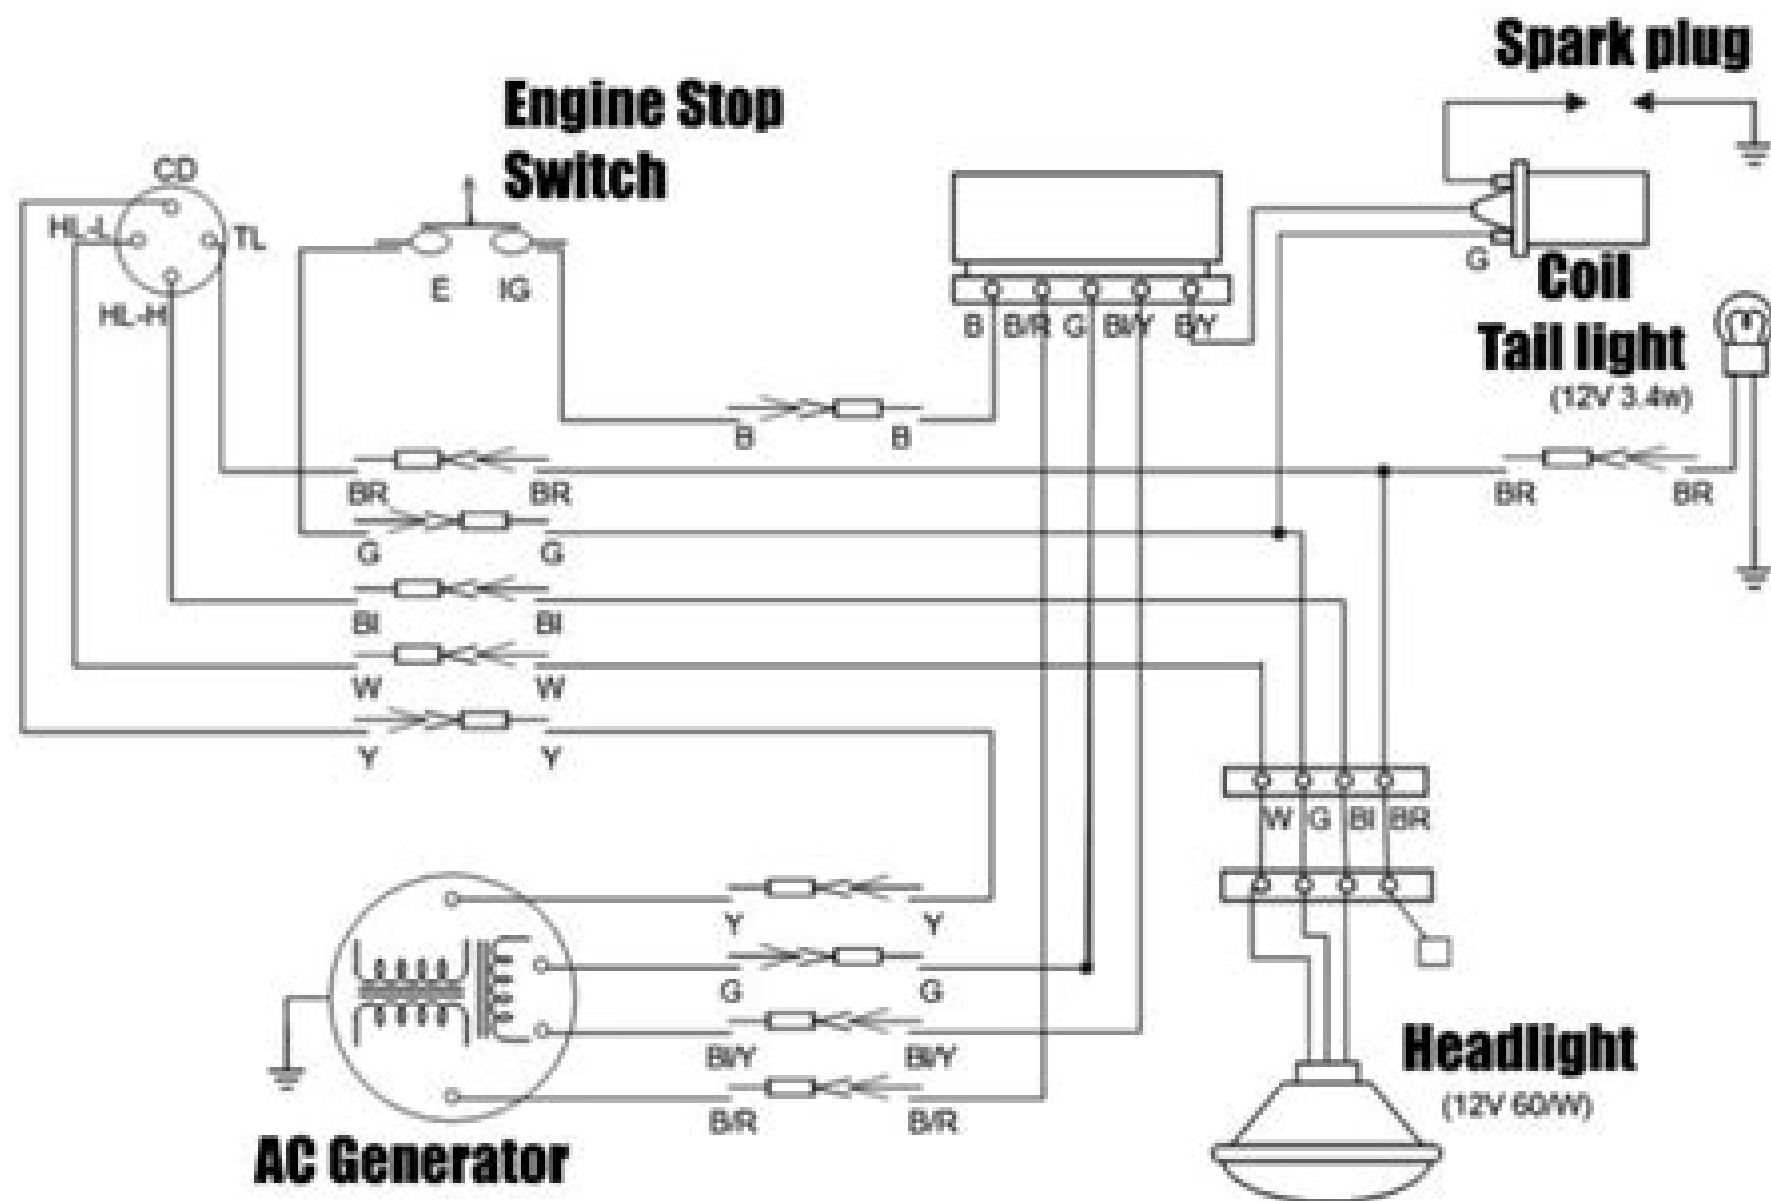 Spark plug
Engine Stop
Switch
CD
HL-L
TL
HL-H
E IG
G
Coil
B B/R G Bl/Y B/Y
Tail light
(12V 3.4w)
B B
BR BR
BR BR
G G
Bl Bl
W W
Y Y
W G Bl BR
Y Y
G G
Bl/Y Bl/Y
B/R B/R
Headlight
(12V 60/W)
AC Generator